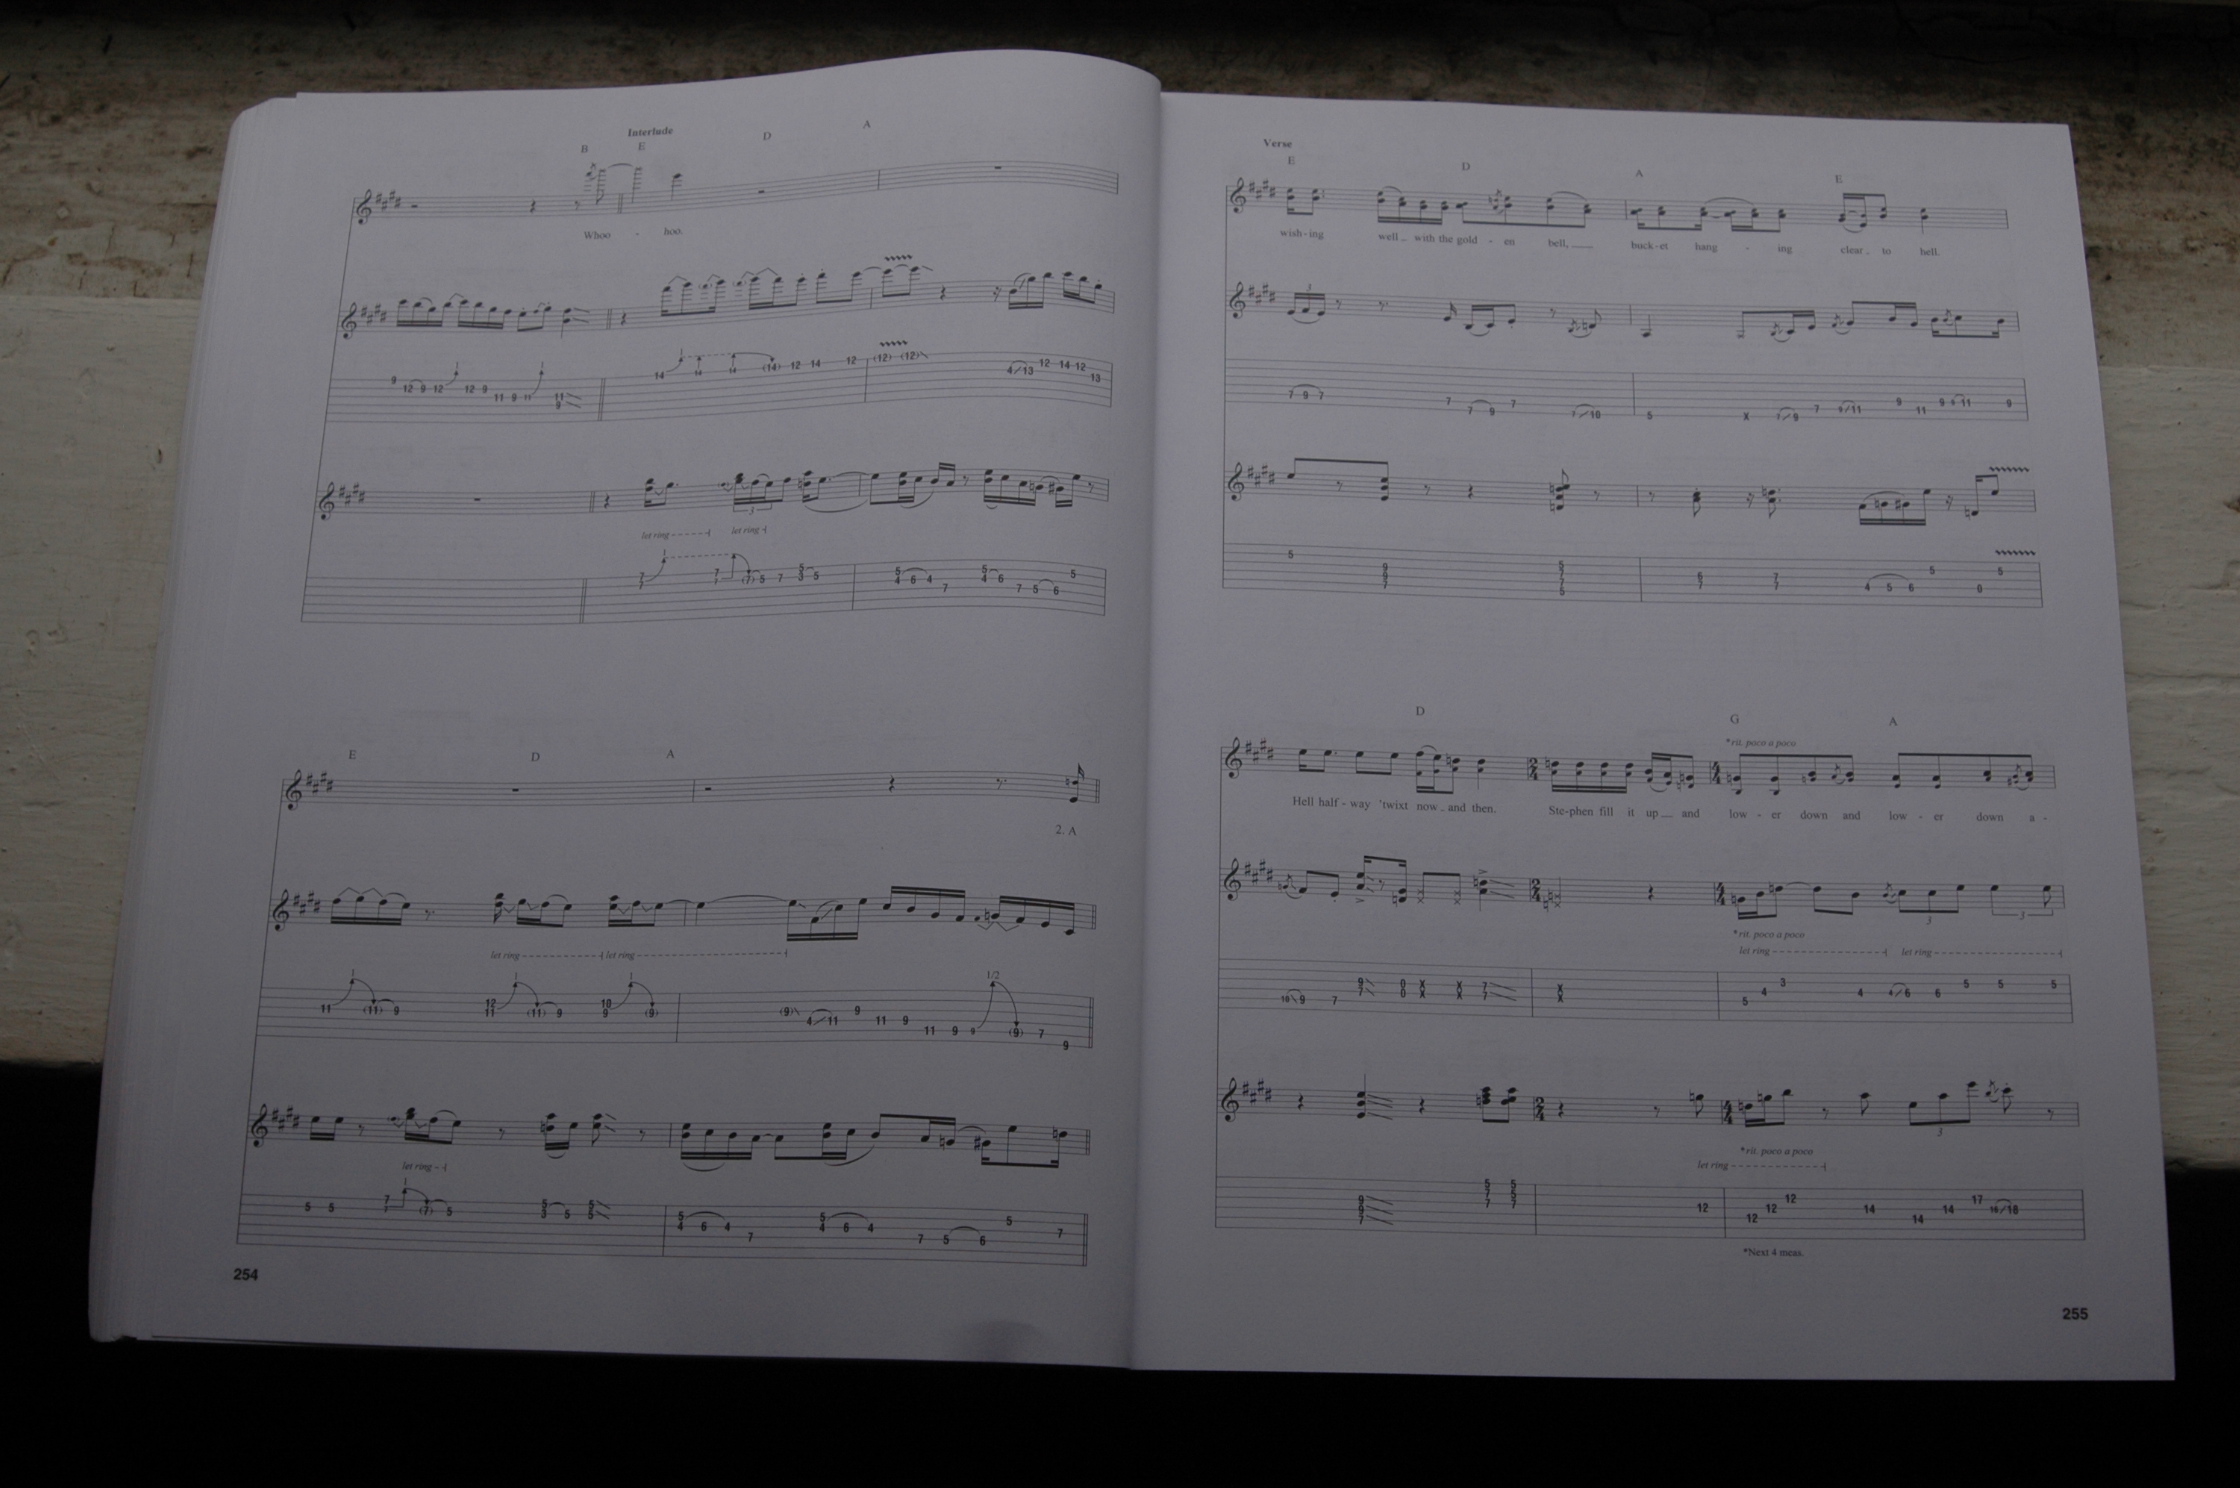 Interlude
B E D A
Whoo - hoo.
let ring let ring
E D A
2. A
let ring let ring
1/2
let ring
254
Verse
E D A E
wish - ing well with the gold - en bell, buck - et hang - ing clear to hell.
D G A
*rit. poco a poco
Hell half - way 'twixt now and then. Ste - phen fill it up and low - er down and low - er down a -
*rit. poco a poco
let ring let ring
*rit. poco a poco
let ring
*Next 4 meas.
255